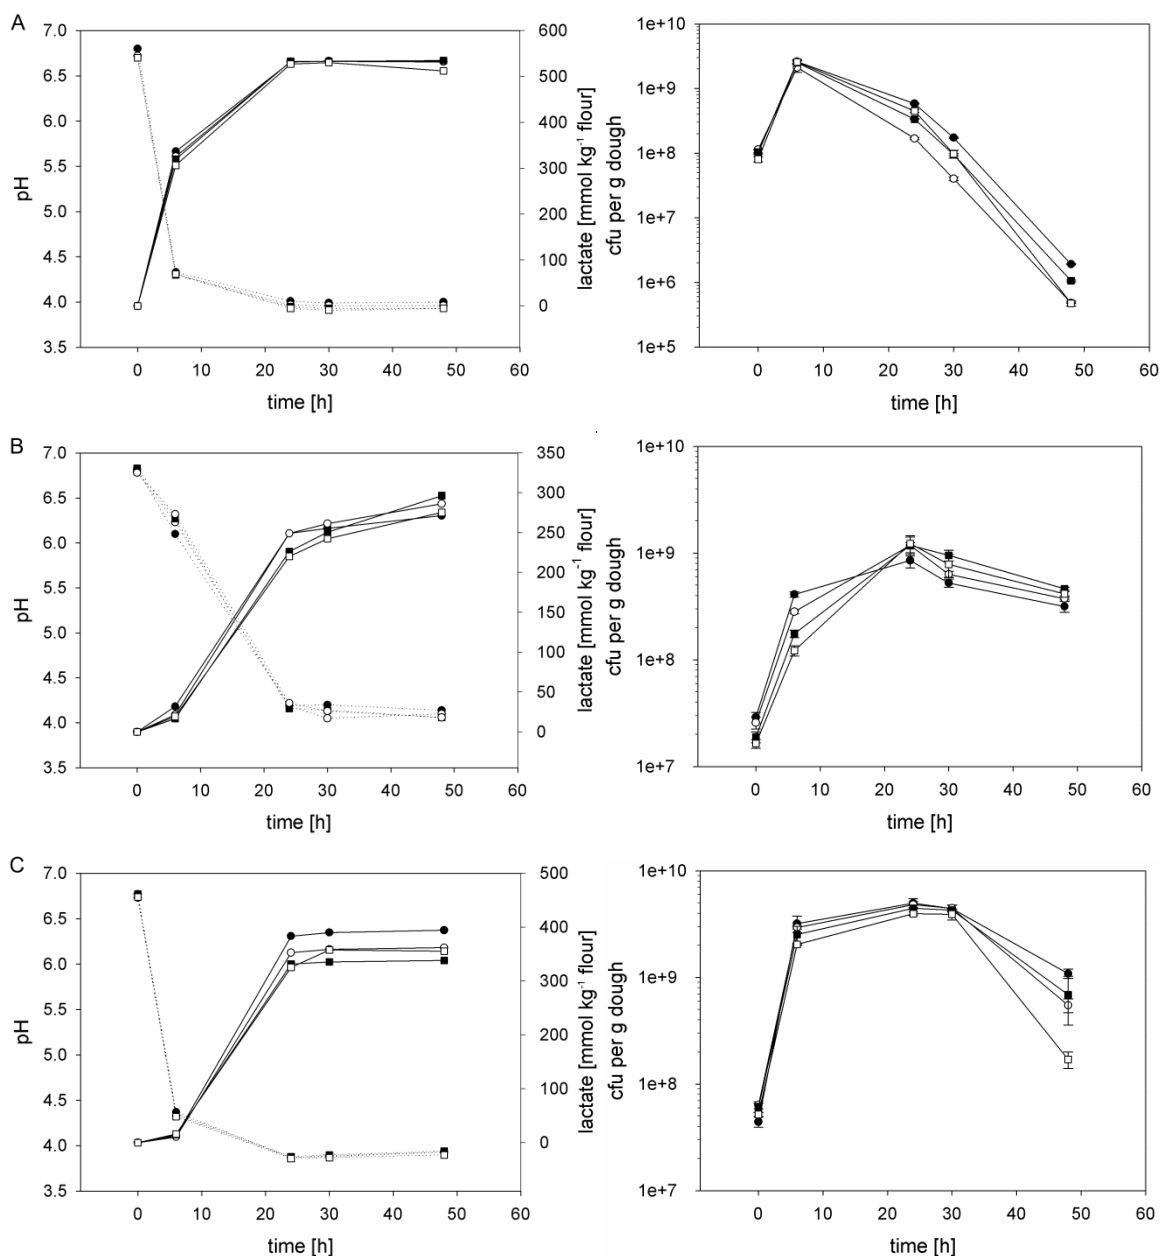 A
7.0
6.5
6.0
5.5
5.0
4.5
4.0
3.5
pH
600
500
400
300
200
100
0
lactate [mmol kg⁻¹ flour]
0 10 20 30 40 50 60
time [h]
1e+10
1e+9
1e+8
1e+7
1e+6
1e+5
cfu per g dough
0 10 20 30 40 50 60
time [h]
B
7.0
6.5
6.0
5.5
5.0
4.5
4.0
3.5
pH
350
300
250
200
150
100
50
0
lactate [mmol kg⁻¹ flour]
0 10 20 30 40 50 60
time [h]
1e+10
1e+9
1e+8
1e+7
cfu per g dough
0 10 20 30 40 50 60
time [h]
C
7.0
6.5
6.0
5.5
5.0
4.5
4.0
3.5
pH
500
400
300
200
100
0
lactate [mmol kg⁻¹ flour]
0 10 20 30 40 50 60
time [h]
1e+10
1e+9
1e+8
1e+7
cfu per g dough
0 10 20 30 40 50 60
time [h]